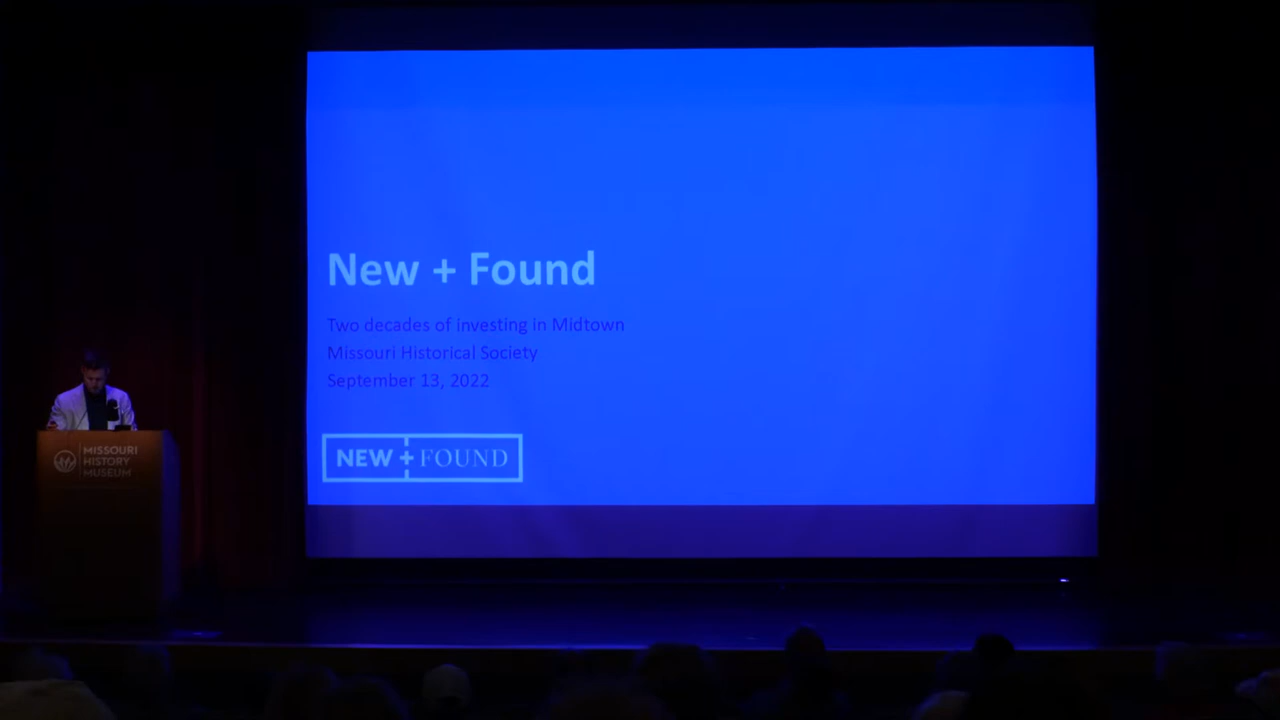 New + Found
Two decades of investing in Midtown
Missouri Historical Society
September 13, 2022
NEW + FOUND
MISSOURI
HISTORY
MUSEUM